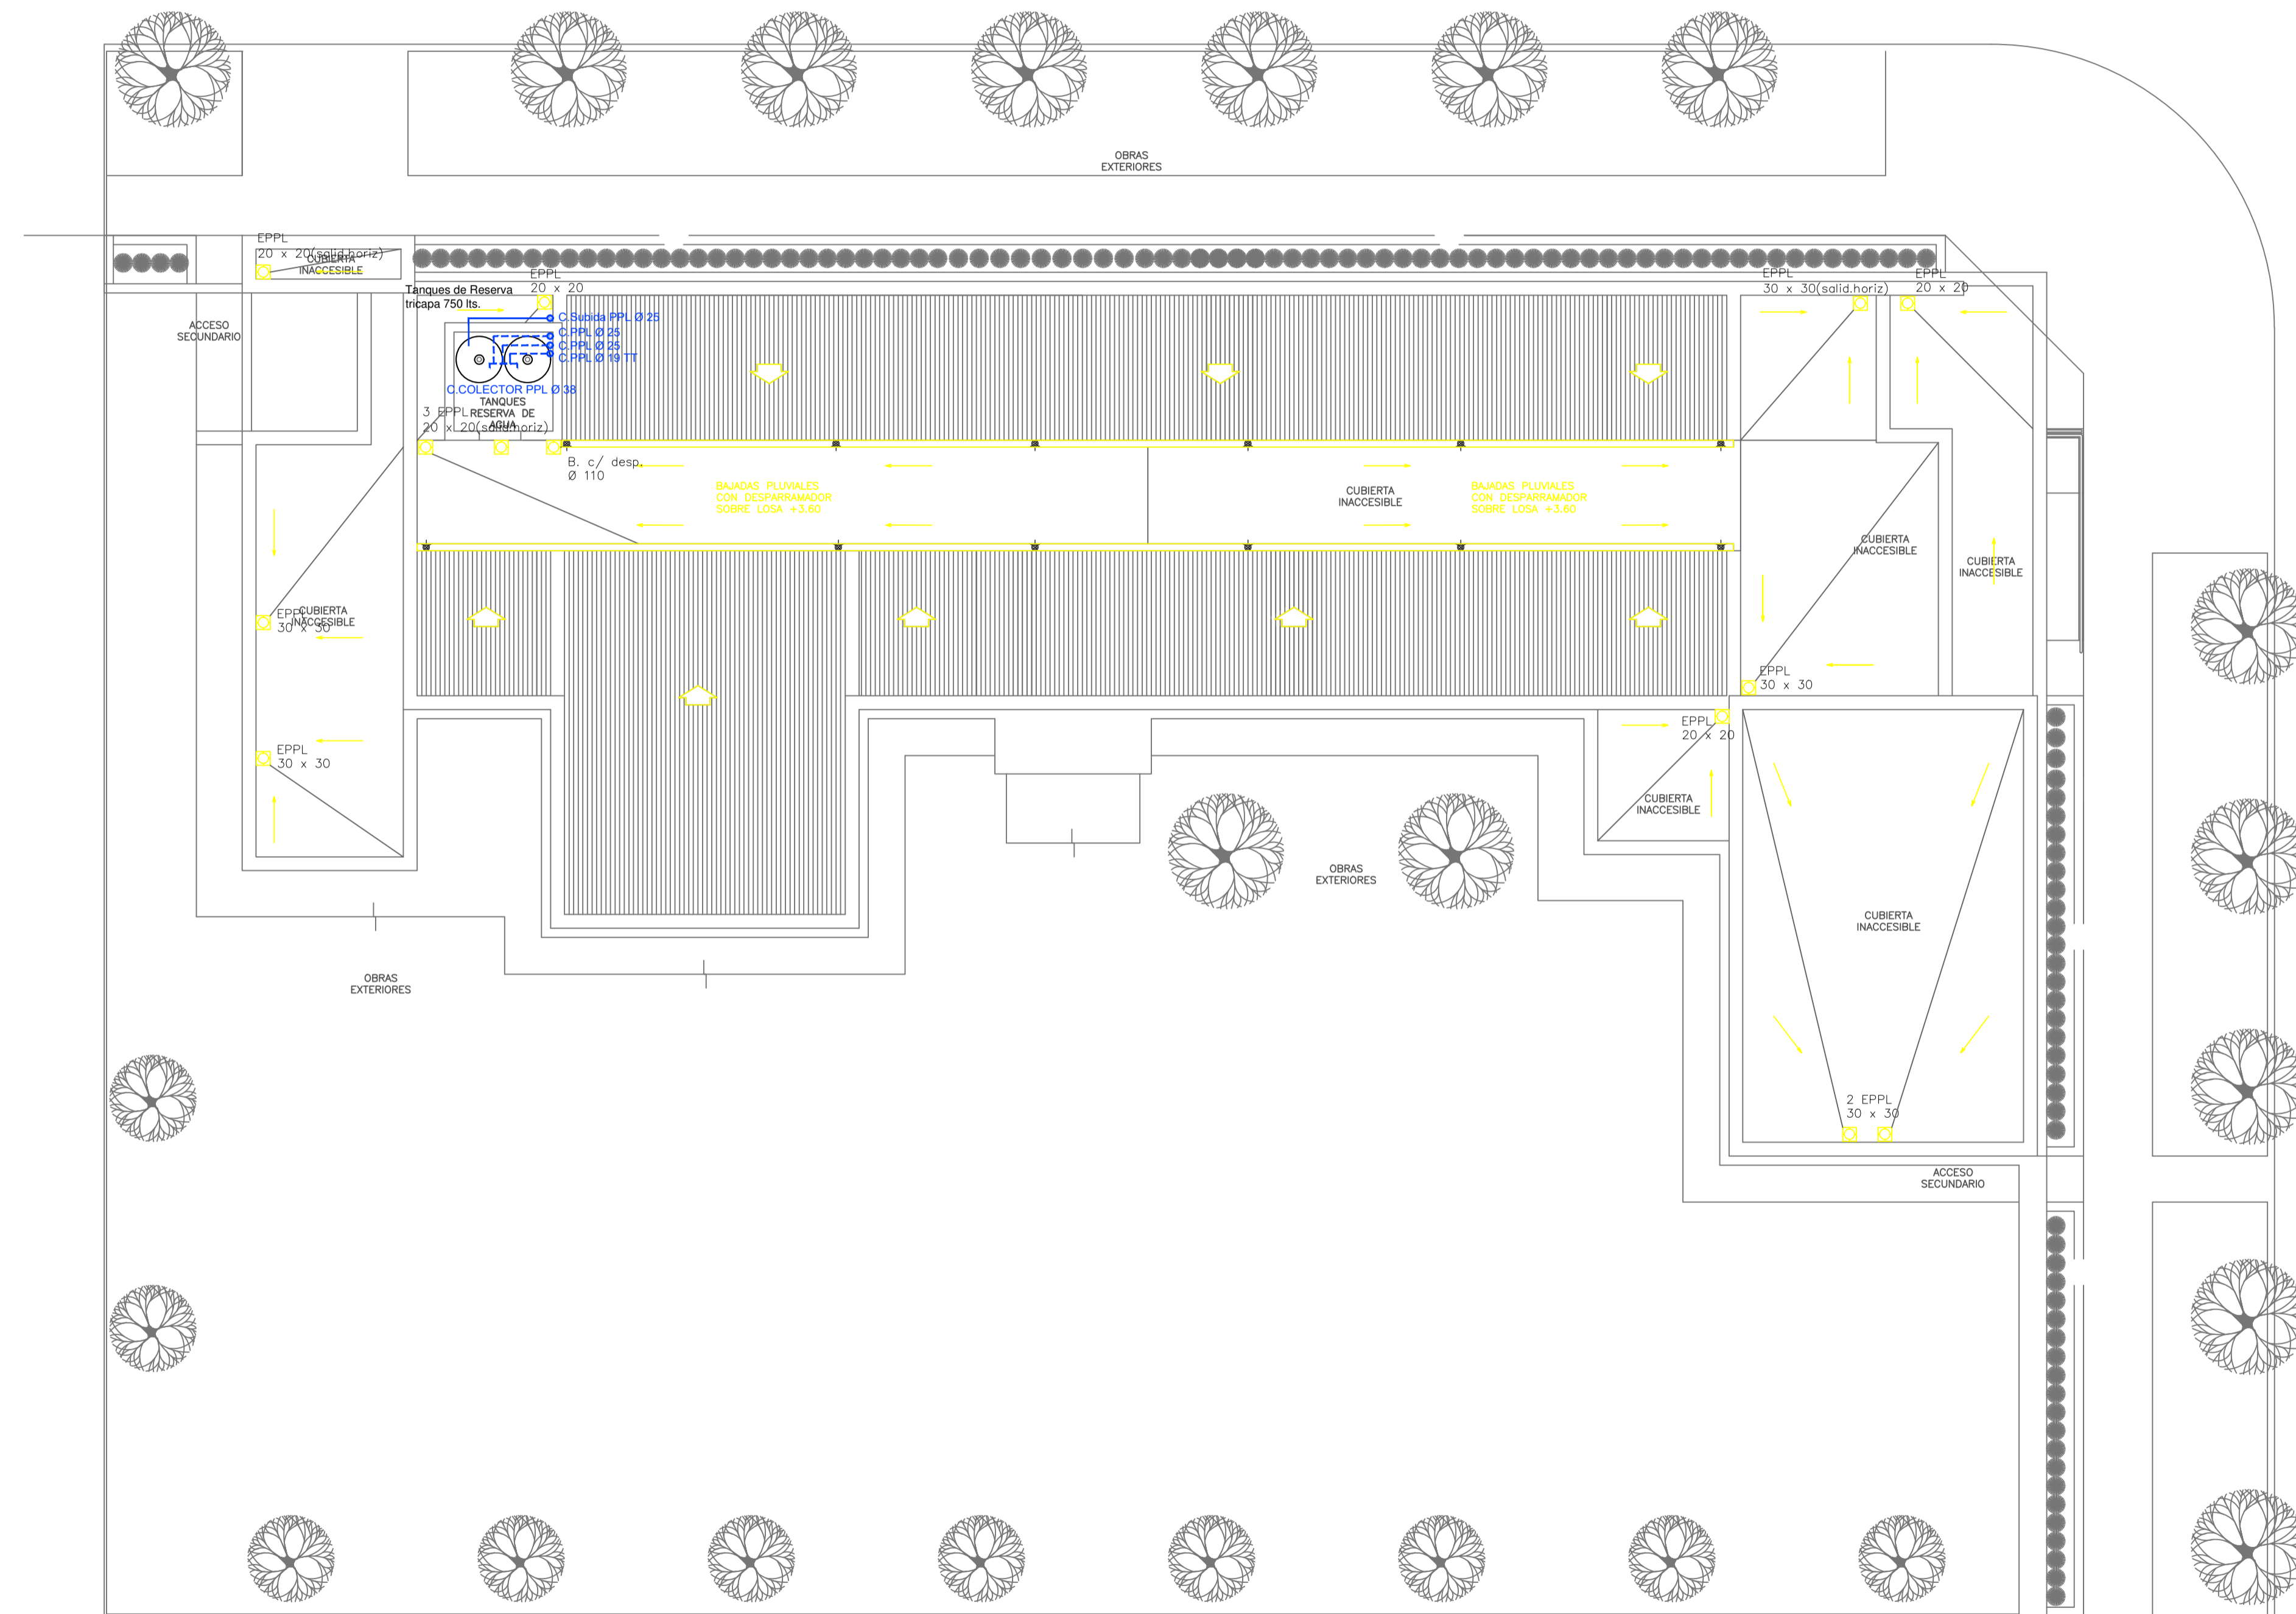 OBRAS
EXTERIORES
EPPL
20 x 20(salid.horiz)
CUBIERTA
INACCESIBLE
EPPL
20 x 20
Tanques de Reserva
tricapa 750 lts.
EPPL
30 x 30(salid.horiz)
EPPL
20 x 20
ACCESO
SECUNDARIO
C.Subida PPL Ø 25
C.PPL Ø 25
C.PPL Ø 25
C.PPL Ø 19 TT
C.COLECTOR PPL Ø 38
TANQUES
RESERVA DE
AGUA
3 EPPL
20 x 20(salid.horiz)
B. c/ desp.
Ø 110
BAJADAS PLUVIALES
CON DESPARRAMADOR
SOBRE LOSA +3.60
CUBIERTA
INACCESIBLE
BAJADAS PLUVIALES
CON DESPARRAMADOR
SOBRE LOSA +3.60
CUBIERTA
INACCESIBLE
CUBIERTA
INACCESIBLE
EPPL
30 x 30
CUBIERTA
INACCESIBLE
EPPL
30 x 30
EPPL
20 x 20
EPPL
30 x 30
CUBIERTA
INACCESIBLE
OBRAS
EXTERIORES
CUBIERTA
INACCESIBLE
OBRAS
EXTERIORES
2 EPPL
30 x 30
ACCESO
SECUNDARIO